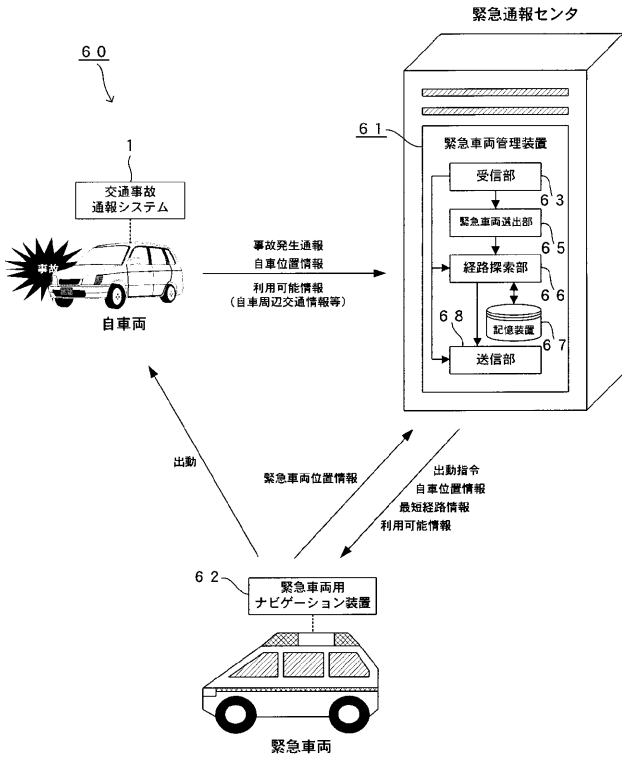 緊急通報センタ
６０
６１
緊急車両管理装置
受信部
６３
緊急車両選出部
６５
経路探索部
６６
６８
記憶装置
６７
送信部
１
交通事故
通報システム
事故
自車両
事故発生通報
自車位置情報
利用可能情報
（自車周辺交通情報等）
出動
緊急車両位置情報
出動指令
自車位置情報
最短経路情報
利用可能情報
６２
緊急車両用
ナビゲーション装置
緊急車両